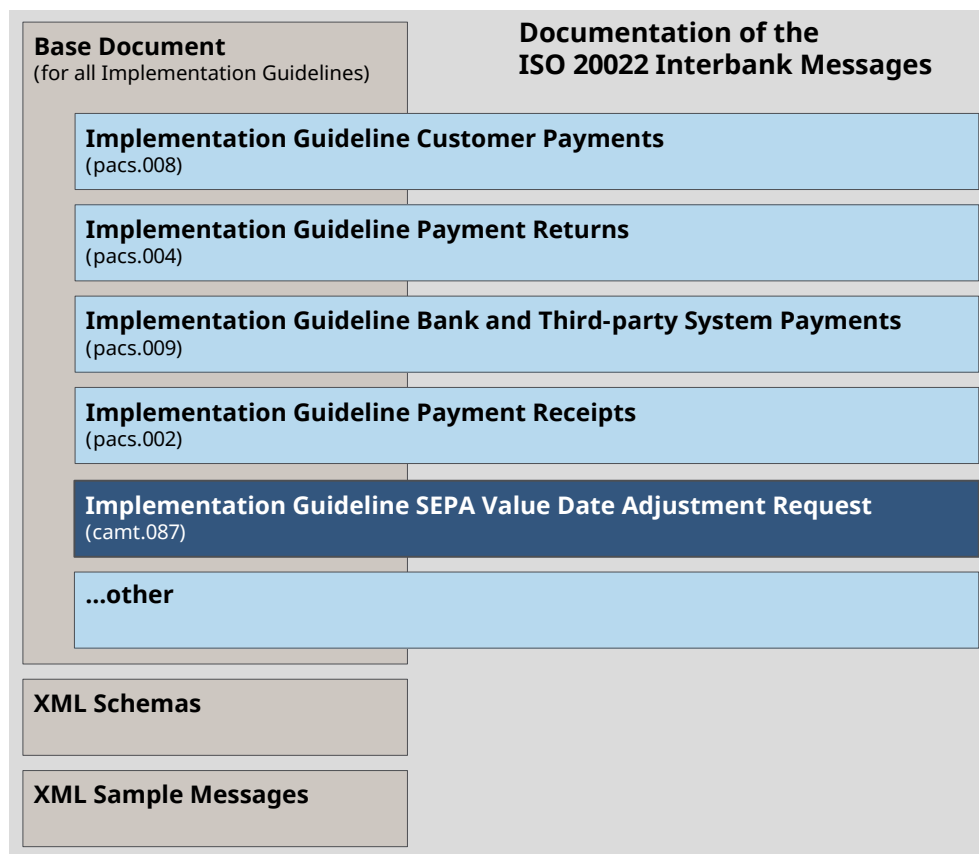 Base Document
(for all Implementation Guidelines)
Documentation of the
ISO 20022 Interbank Messages
Implementation Guideline Customer Payments
(pacs.008)
Implementation Guideline Payment Returns
(pacs.004)
Implementation Guideline Bank and Third-party System Payments
(pacs.009)
Implementation Guideline Payment Receipts
(pacs.002)
Implementation Guideline SEPA Value Date Adjustment Request
(camt.087)
...other
XML Schemas
XML Sample Messages